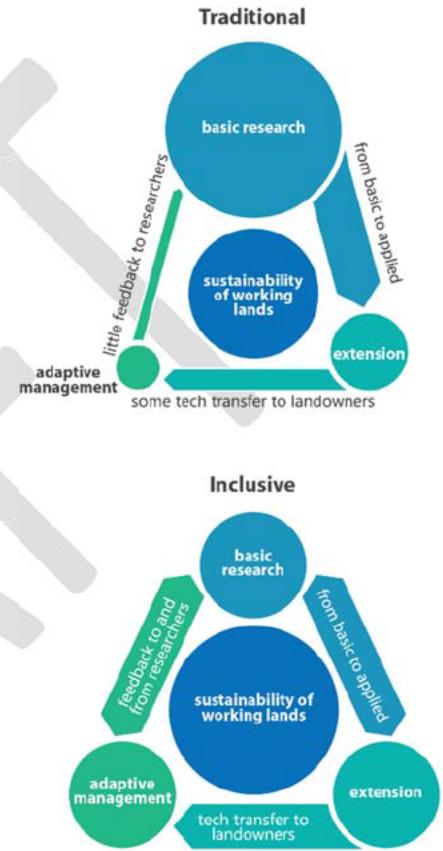 Traditional
basic research
from basic to applied
little feedback to researchers
sustainability
of working
lands
extension
adaptive
management
some tech transfer to landowners
Inclusive
basic
research
feedback to and
from researchers
from basic to applied
sustainability of
working lands
adaptive
management
extension
tech transfer to
landowners